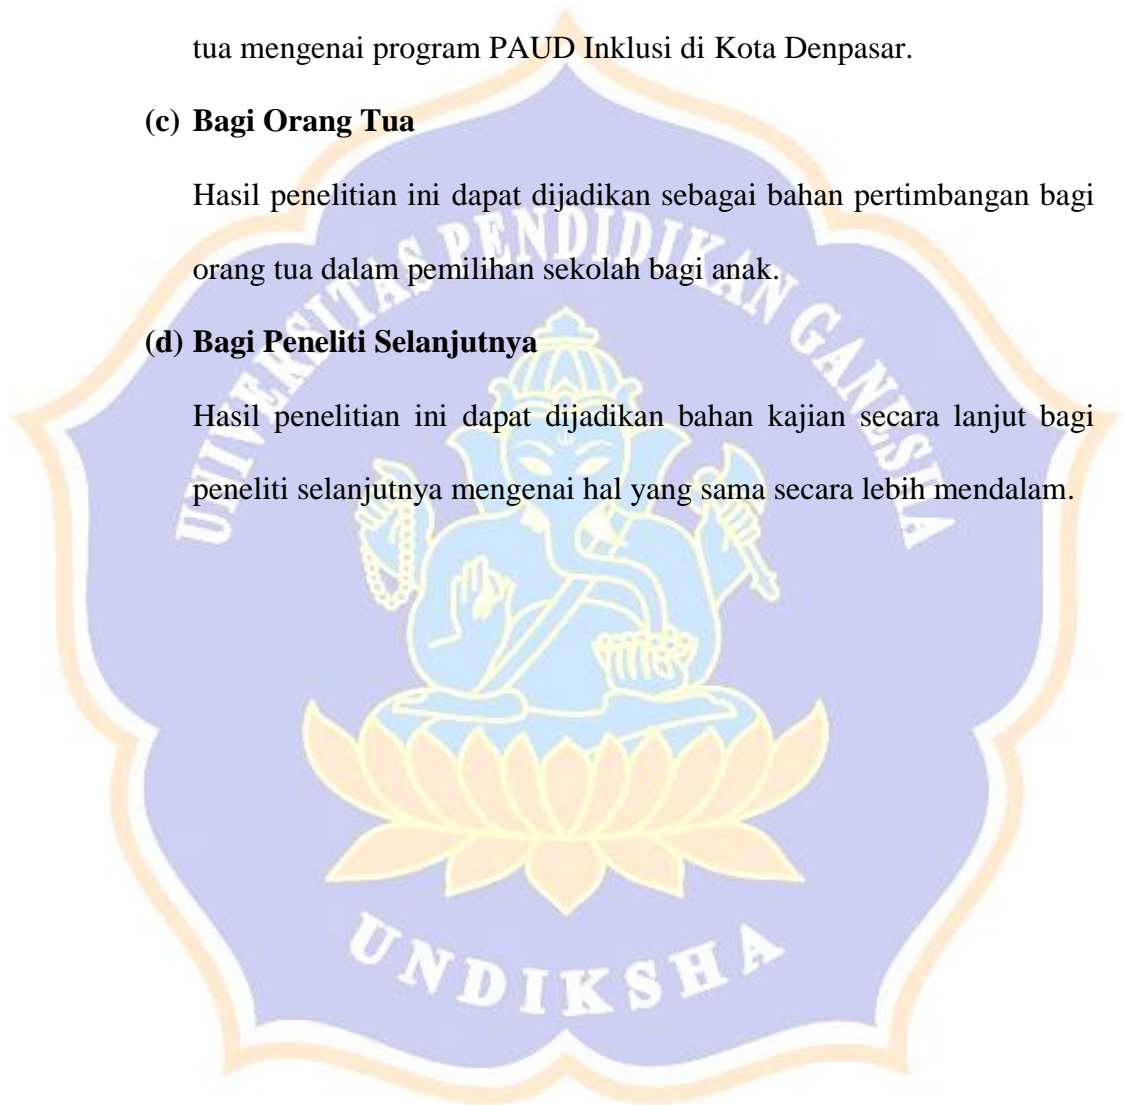 tua mengenai program PAUD Inklusi di Kota Denpasar.
(c) Bagi Orang Tua
Hasil penelitian ini dapat dijadikan sebagai bahan pertimbangan bagi
orang tua dalam pemilihan sekolah bagi anak.
(d) Bagi Peneliti Selanjutnya
Hasil penelitian ini dapat dijadikan bahan kajian secara lanjut bagi
peneliti selanjutnya mengenai hal yang sama secara lebih mendalam.
UNIVERSITAS PENDIDIKAN GANESHA
UNDIKSHA